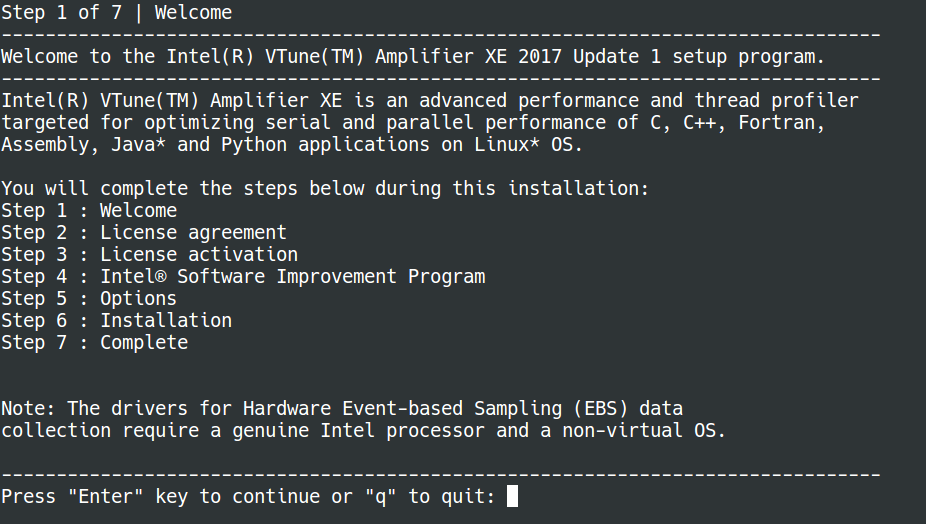 Step 1 of 7 | Welcome
--------------------------------------------------------------------------------
Welcome to the Intel(R) VTune(TM) Amplifier XE 2017 Update 1 setup program.
--------------------------------------------------------------------------------
Intel(R) VTune(TM) Amplifier XE is an advanced performance and thread profiler
targeted for optimizing serial and parallel performance of C, C++, Fortran,
Assembly, Java* and Python applications on Linux* OS.

You will complete the steps below during this installation:
Step 1 : Welcome
Step 2 : License agreement
Step 3 : License activation
Step 4 : Intel® Software Improvement Program
Step 5 : Options
Step 6 : Installation
Step 7 : Complete


Note: The drivers for Hardware Event-based Sampling (EBS) data
collection require a genuine Intel processor and a non-virtual OS.

--------------------------------------------------------------------------------
Press "Enter" key to continue or "q" to quit: